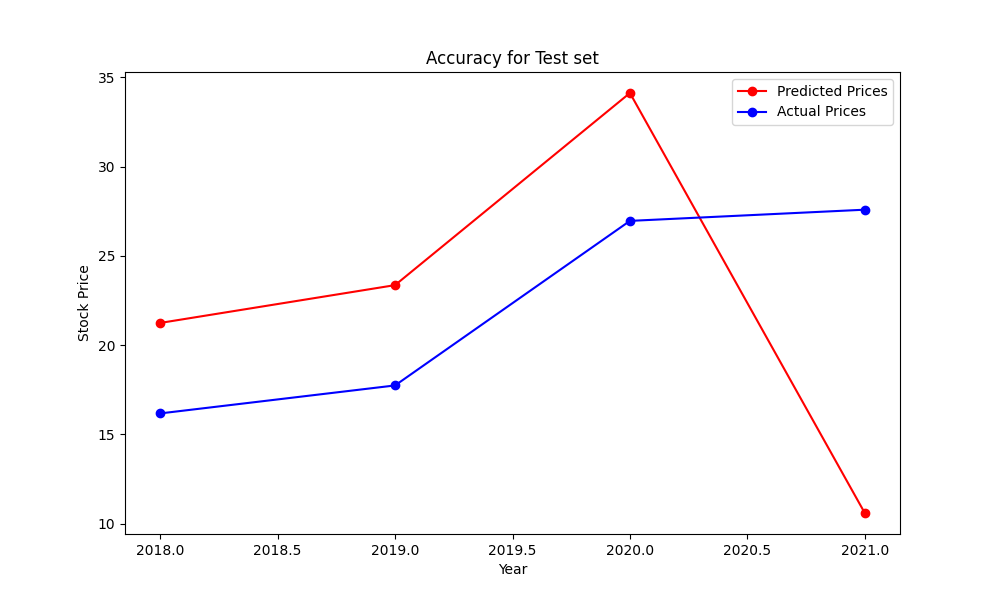 Accuracy for Test set
Predicted Prices
Actual Prices
Stock Price
35
30
25
20
15
10
2018.0
2018.5
2019.0
2019.5
2020.0
2020.5
2021.0
Year